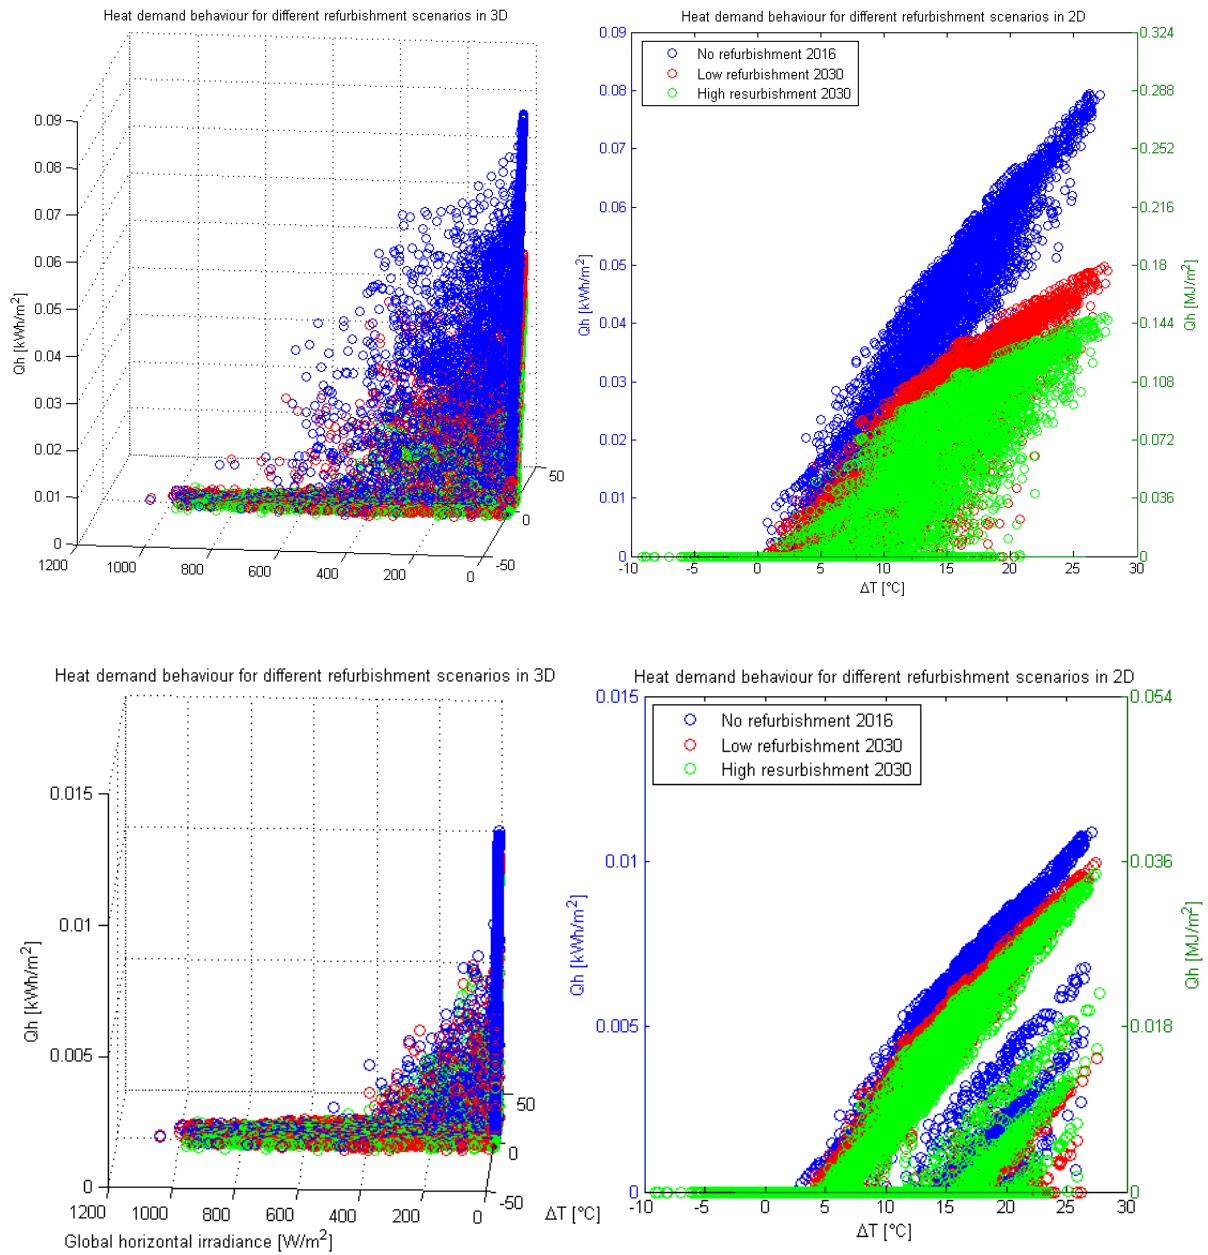 Heat demand behaviour for different refurbishment scenarios in 3D
0.09
0.08
0.07
0.06
0.05
0.04
0.03
0.02
0.01
0
Qh [kWh/m²]
1200 1000 800 600 400 200 0
50
0
-50
Heat demand behaviour for different refurbishment scenarios in 2D
No refurbishment 2016
Low refurbishment 2030
High resurbishment 2030
0.09
0.08
0.07
0.06
0.05
0.04
0.03
0.02
0.01
0
Qh [kWh/m²]
0.324
0.288
0.252
0.216
0.18
0.144
0.108
0.072
0.036
0
Qh [MJ/m²]
-10 -5 0 5 10 15 20 25 30
ΔT [°C]
Heat demand behaviour for different refurbishment scenarios in 3D
0.015
0.01
0.005
0
Qh [kWh/m²]
1200 1000 800 600 400 200 0
Global horizontal irradiance [W/m²]
50
0
-50
ΔT [°C]
Heat demand behaviour for different refurbishment scenarios in 2D
No refurbishment 2016
Low refurbishment 2030
High resurbishment 2030
0.015
0.01
0.005
0
Qh [kWh/m²]
0.054
0.036
0.018
0
Qh [MJ/m²]
-10 -5 0 5 10 15 20 25 30
ΔT [°C]